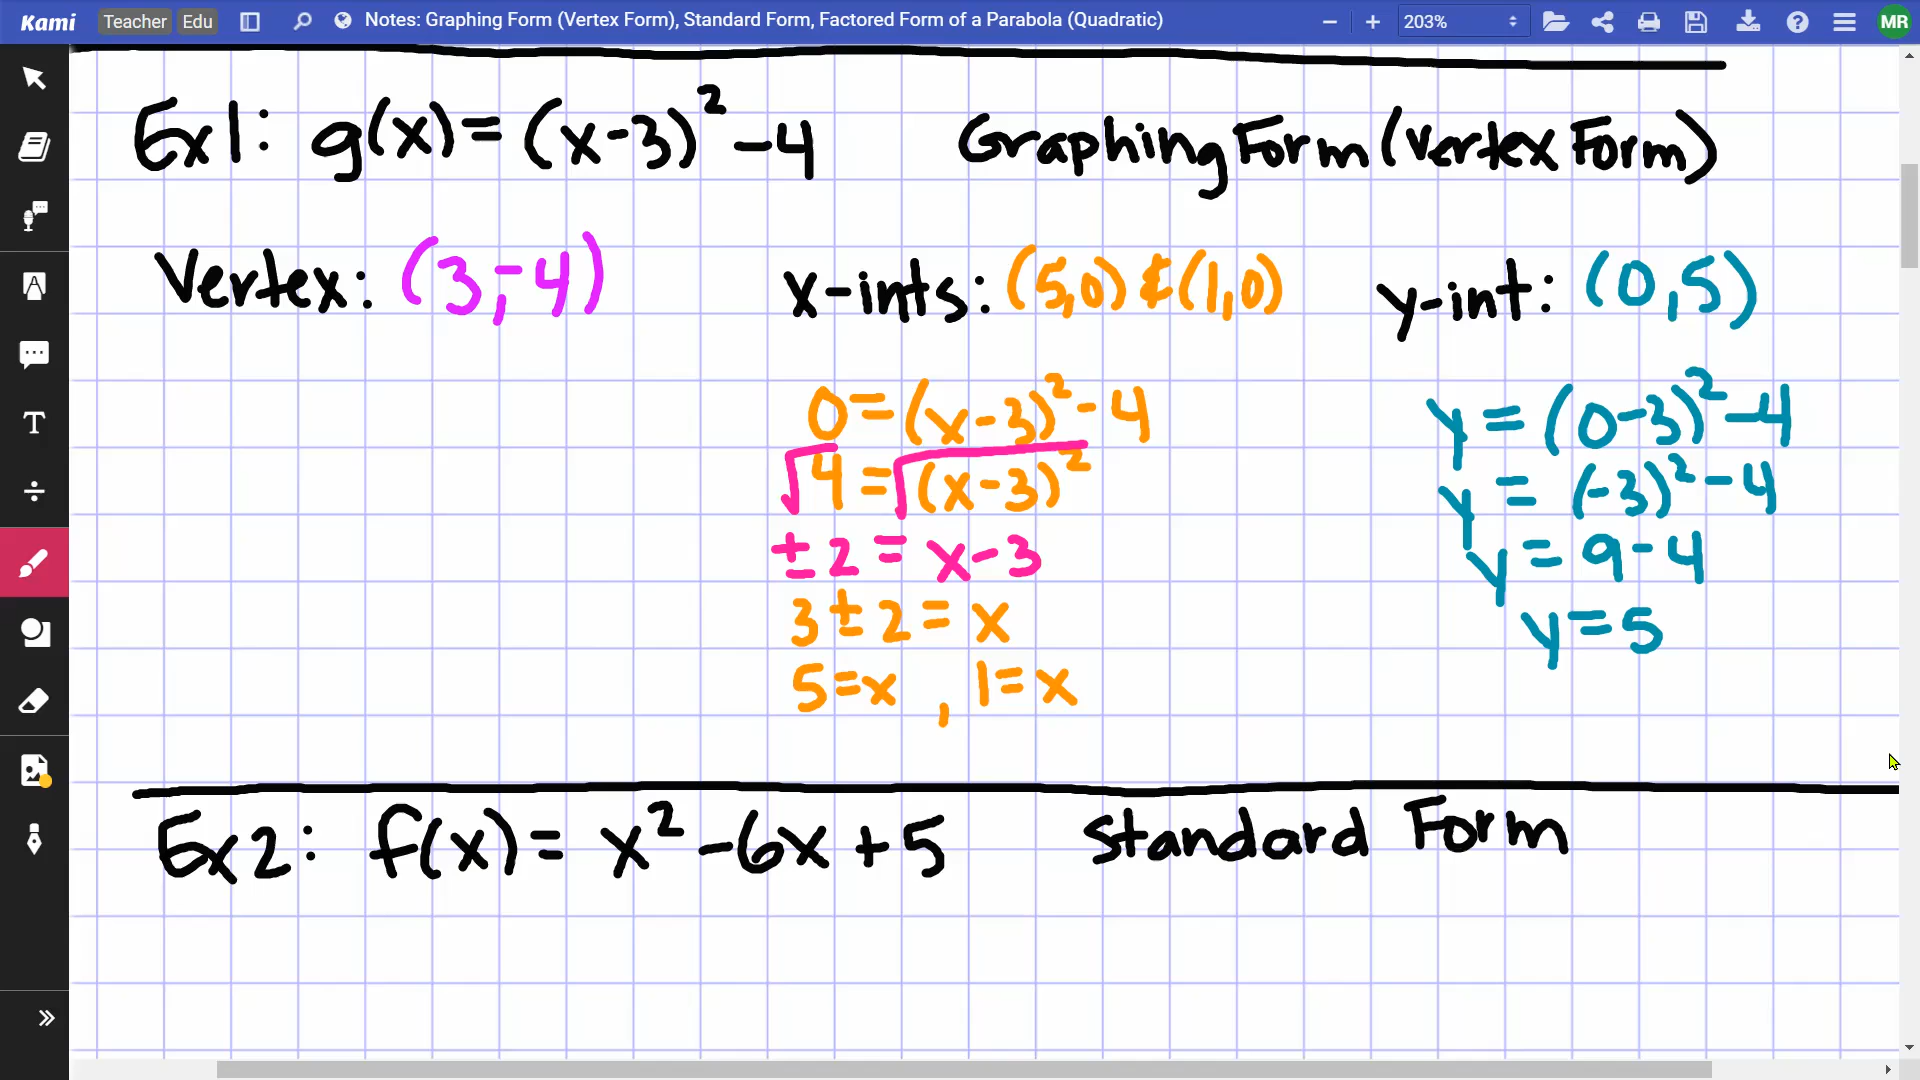 Kami Teacher Edu Notes: Graphing Form (Vertex Form), Standard Form, Factored Form of a Parabola (Quadratic) − + 203% MR
Ex1: g(x) = (x-3)² -4 Graphing Form (Vertex Form)
Vertex: (3,-4) x-ints: (5,0) & (1,0) y-int: (0,5)
0 = (x-3)² - 4
√4 = √(x-3)²
± 2 = x-3
3 ± 2 = x
5=x , 1=x
y = (0-3)² -4
y = (-3)² - 4
y = 9 - 4
y = 5
Ex2: f(x) = x² -6x +5 Standard Form